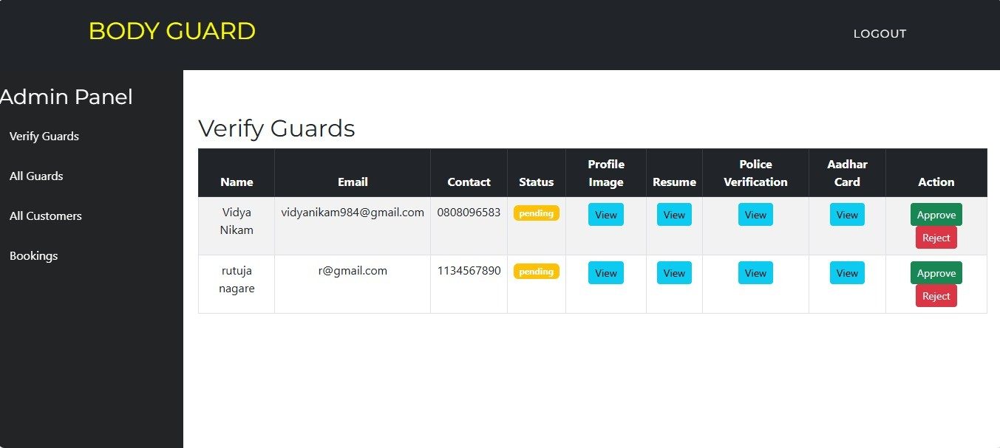 BODY GUARD
LOGOUT
Admin Panel
Verify Guards
All Guards
All Customers
Bookings
Verify Guards
Name Email Contact Status Profile Image Resume Police Verification Aadhar Card Action
Vidya Nikam vidyanikam984@gmail.com 0808096583 pending View View View View Approve Reject
rutuja nagare r@gmail.com 1134567890 pending View View View View Approve Reject